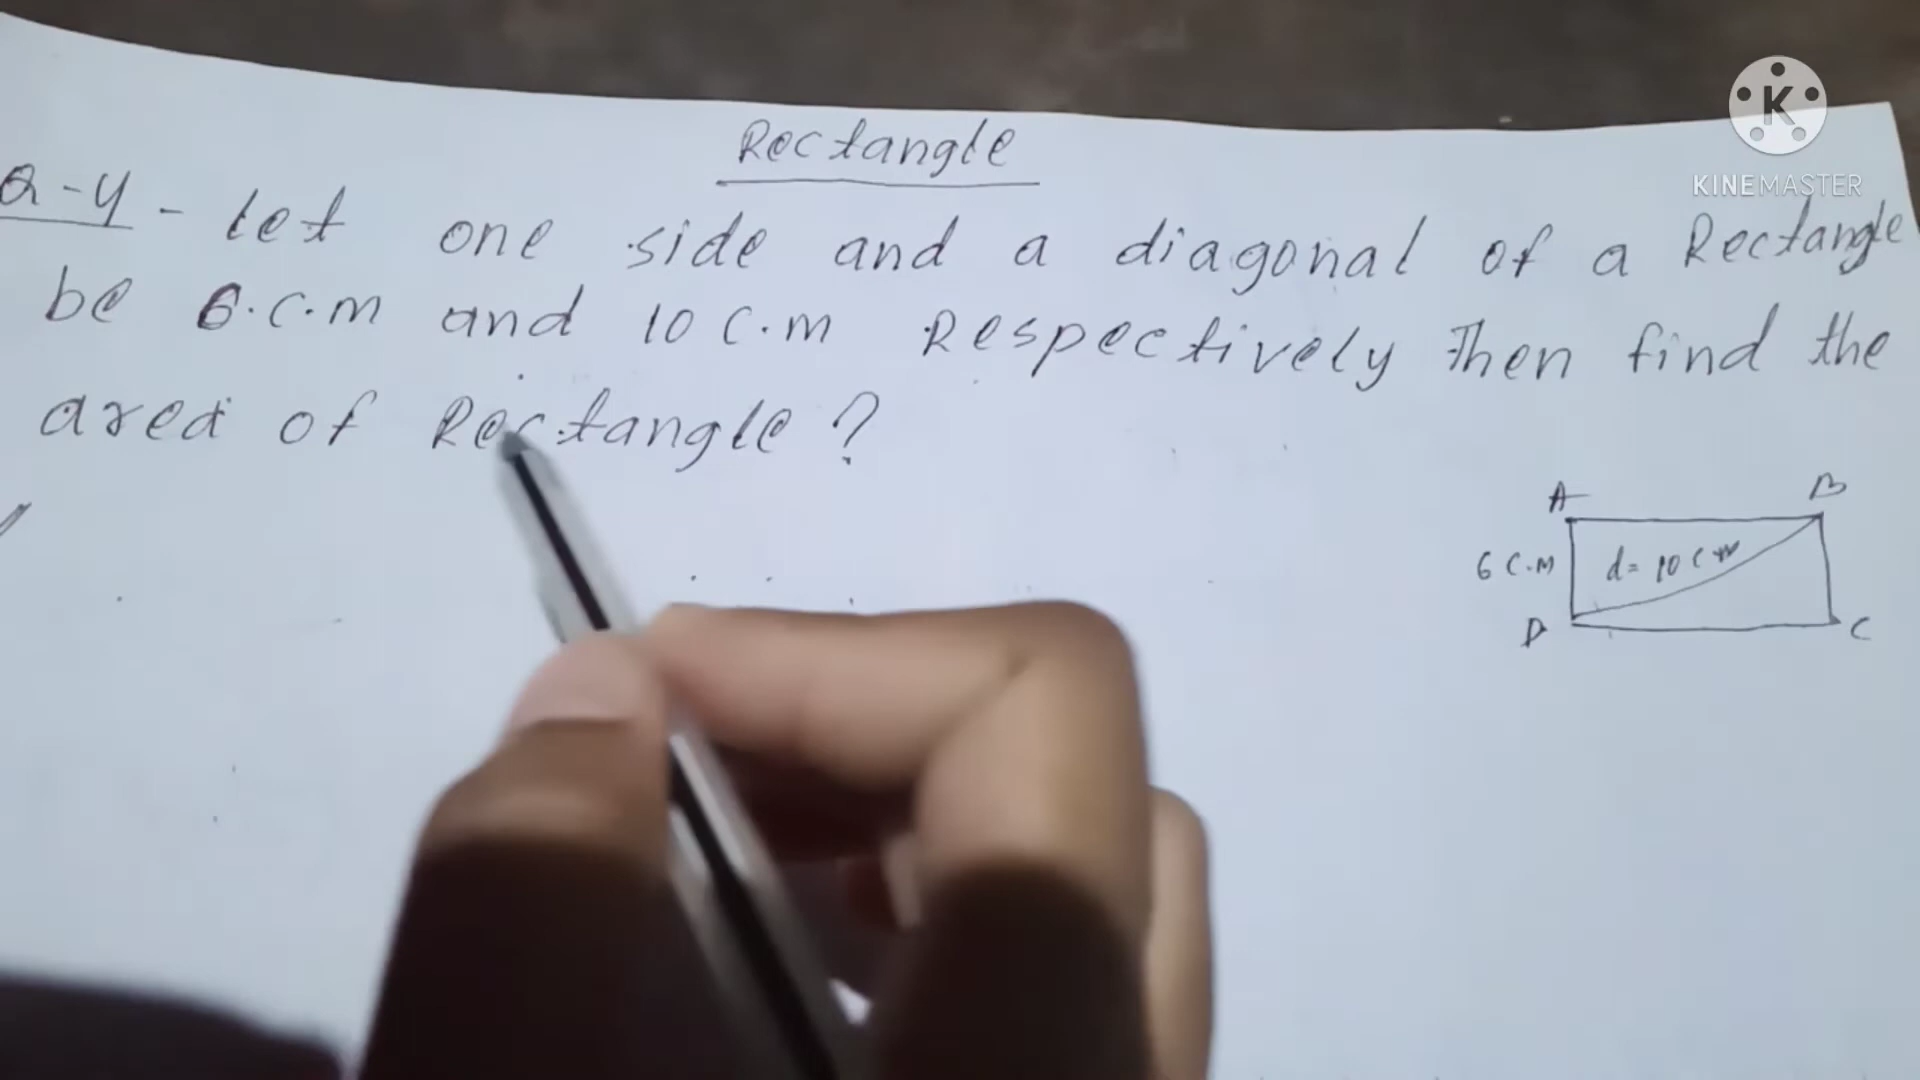 Rectangle
Q-4 - Let one side and a diagonal of a Rectangle
be 6.c.m and 10 c.m Respectively Then find the
area of Rectangle?
A B
6 c.m d= 10 cm
D C
K
KINEMASTER